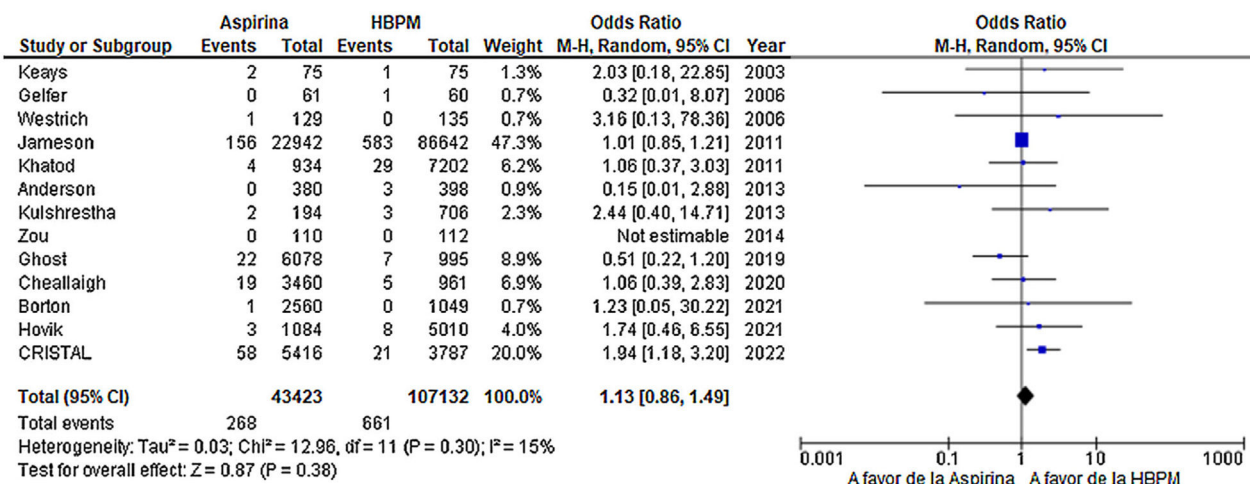 Aspirina HBPM Odds Ratio Odds Ratio
Study or Subgroup Events Total Events Total Weight M-H, Random, 95% CI Year M-H, Random, 95% CI
Keays 2 75 1 75 1.3% 2.03 [0.18, 22.85] 2003
Gelfer 0 61 1 60 0.7% 0.32 [0.01, 8.07] 2006
Westrich 1 129 0 135 0.7% 3.16 [0.13, 78.36] 2006
Jameson 156 22942 583 86642 47.3% 1.01 [0.85, 1.21] 2011
Khatod 4 934 29 7202 6.2% 1.06 [0.37, 3.03] 2011
Anderson 0 380 3 398 0.9% 0.15 [0.01, 2.88] 2013
Kulshrestha 2 194 3 706 2.3% 2.44 [0.40, 14.71] 2013
Zou 0 110 0 112 Not estimable 2014
Ghost 22 6078 7 995 8.9% 0.51 [0.22, 1.20] 2019
Cheallaigh 19 3460 5 961 7.0% 1.06 [0.39, 2.83] 2020
Borton 1 2560 0 1049 0.7% 1.23 [0.05, 30.22] 2021
Hovik 3 1084 8 5010 4.0% 1.74 [0.46, 6.55] 2021
CRISTAL 58 5416 21 3787 20.0% 1.94 [1.18, 3.20] 2022
Total (95% CI) 43423 107132 100.0% 1.13 [0.86, 1.49]
Total events 268 661
Heterogeneity: Tau² = 0.03; Chi² = 12.96, df = 11 (P = 0.30); I² = 15%
Test for overall effect: Z = 0.87 (P = 0.38)
0.001 0.1 1 10 1000
A favor de la Aspirina A favor de la HBPM